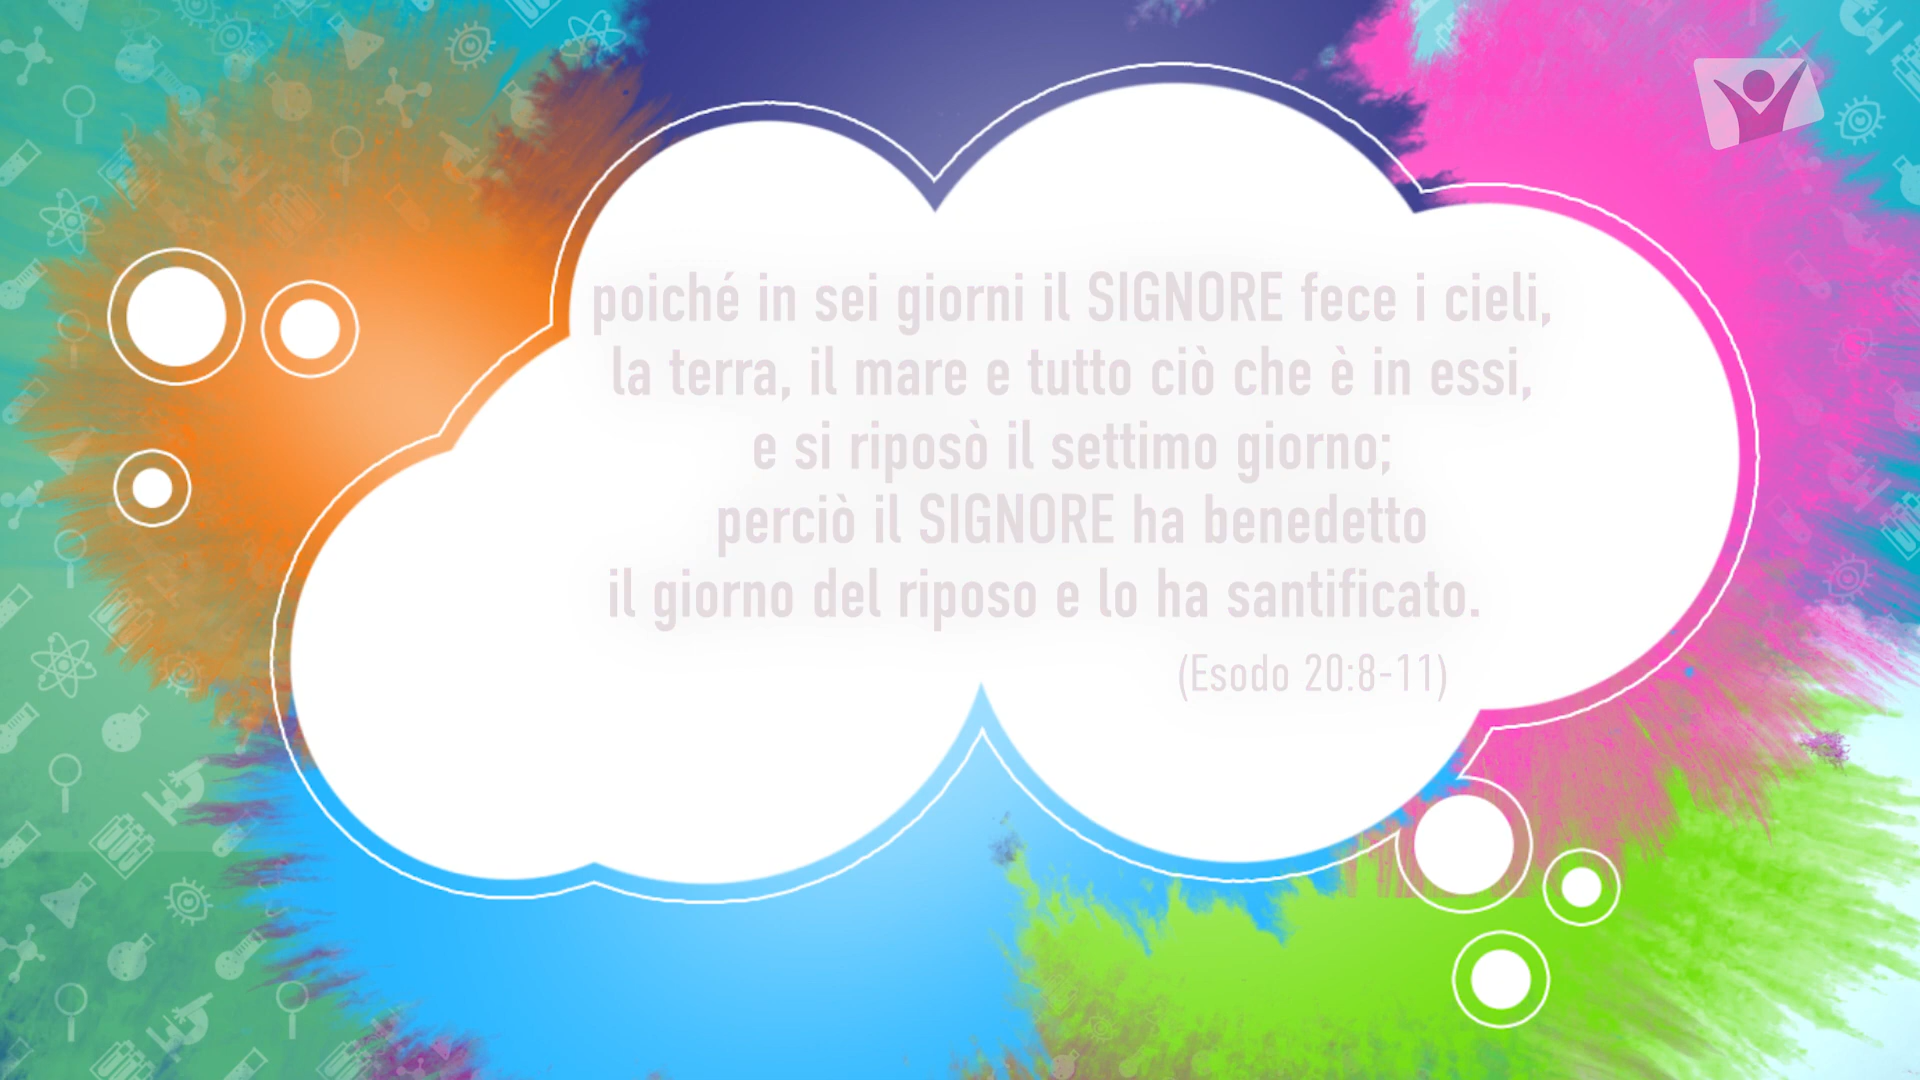 poiché in sei giorni il SIGNORE fece i cieli,
la terra, il mare e tutto ciò che è in essi,
e si riposò il settimo giorno;
perciò il SIGNORE ha benedetto
il giorno del riposo e lo ha santificato.
(Esodo 20:8-11)